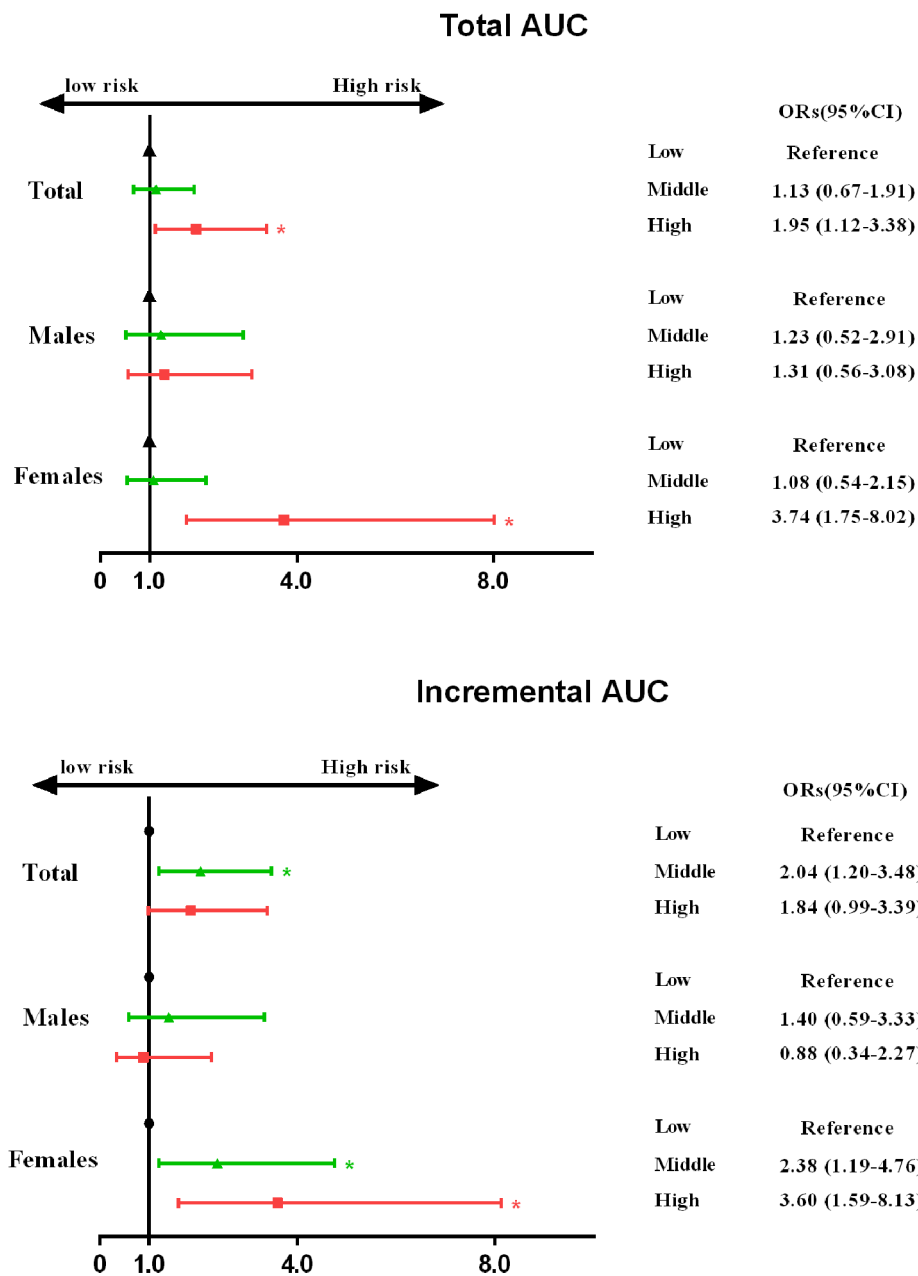 Total AUC
low risk High risk
ORs(95%CI)
Low Reference
Total Middle 1.13 (0.67-1.91)
High 1.95 (1.12-3.38)
*
Low Reference
Males Middle 1.23 (0.52-2.91)
High 1.31 (0.56-3.08)
Low Reference
Females Middle 1.08 (0.54-2.15)
High 3.74 (1.75-8.02)
*
0 1.0 4.0 8.0
Incremental AUC
low risk High risk
ORs(95%CI)
Low Reference
Total Middle 2.04 (1.20-3.48)
*
High 1.84 (0.99-3.39)
Low Reference
Males Middle 1.40 (0.59-3.33)
High 0.88 (0.34-2.27)
Low Reference
Females Middle 2.38 (1.19-4.76)
*
High 3.60 (1.59-8.13)
*
0 1.0 4.0 8.0